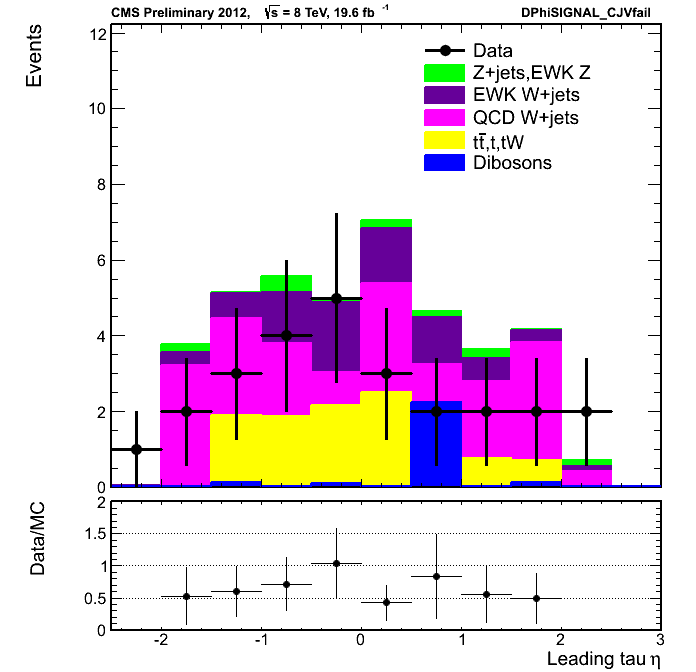 CMS Preliminary 2012, √s = 8 TeV, 19.6 fb⁻¹ DPhiSIGNAL_CJVfail
Events
12
10
8
6
4
2
0
Data
Z+jets,EWK Z
EWK W+jets
QCD W+jets
tt̄,t,tW
Dibosons
Data/MC
2
1.5
1
0.5
0
-2 -1 0 1 2 3
Leading tau η